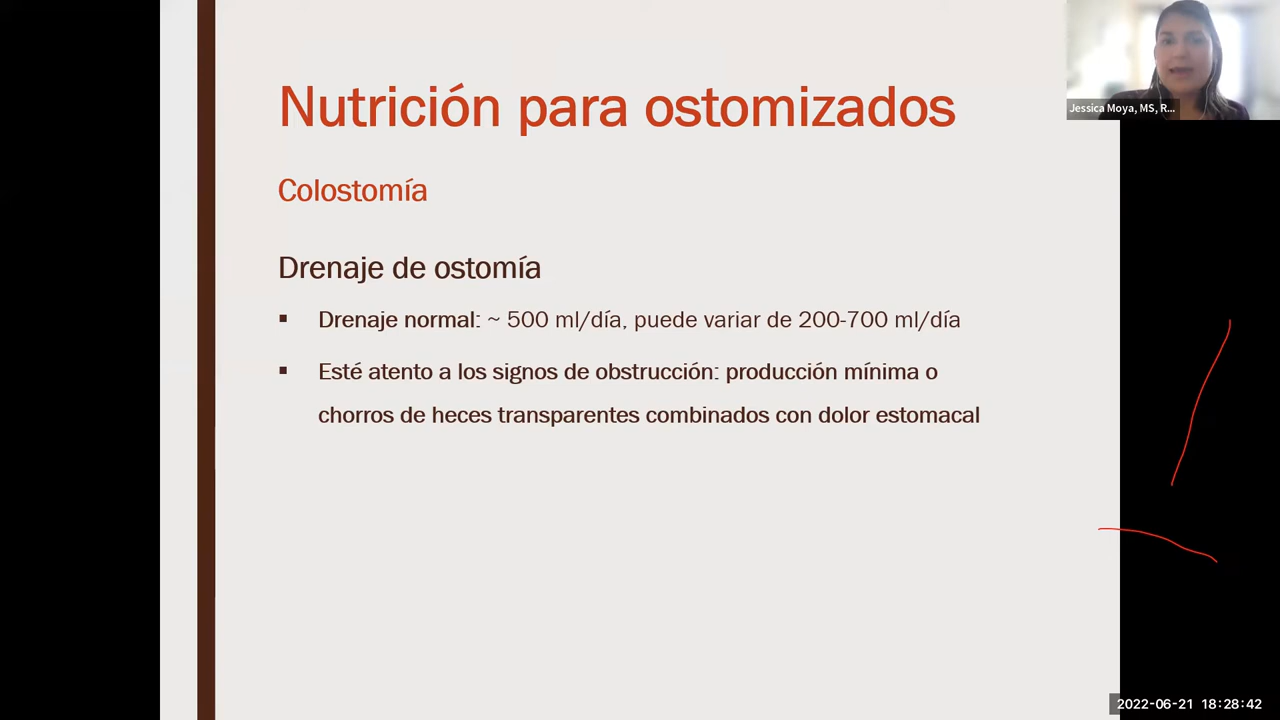 Nutrición para ostomizados
Jessica Moya, MS, R...
Colostomía
Drenaje de ostomía
▪ Drenaje normal: ~ 500 ml/día, puede variar de 200-700 ml/día
▪ Esté atento a los signos de obstrucción: producción mínima o
chorros de heces transparentes combinados con dolor estomacal
2022-06-21 18:28:42